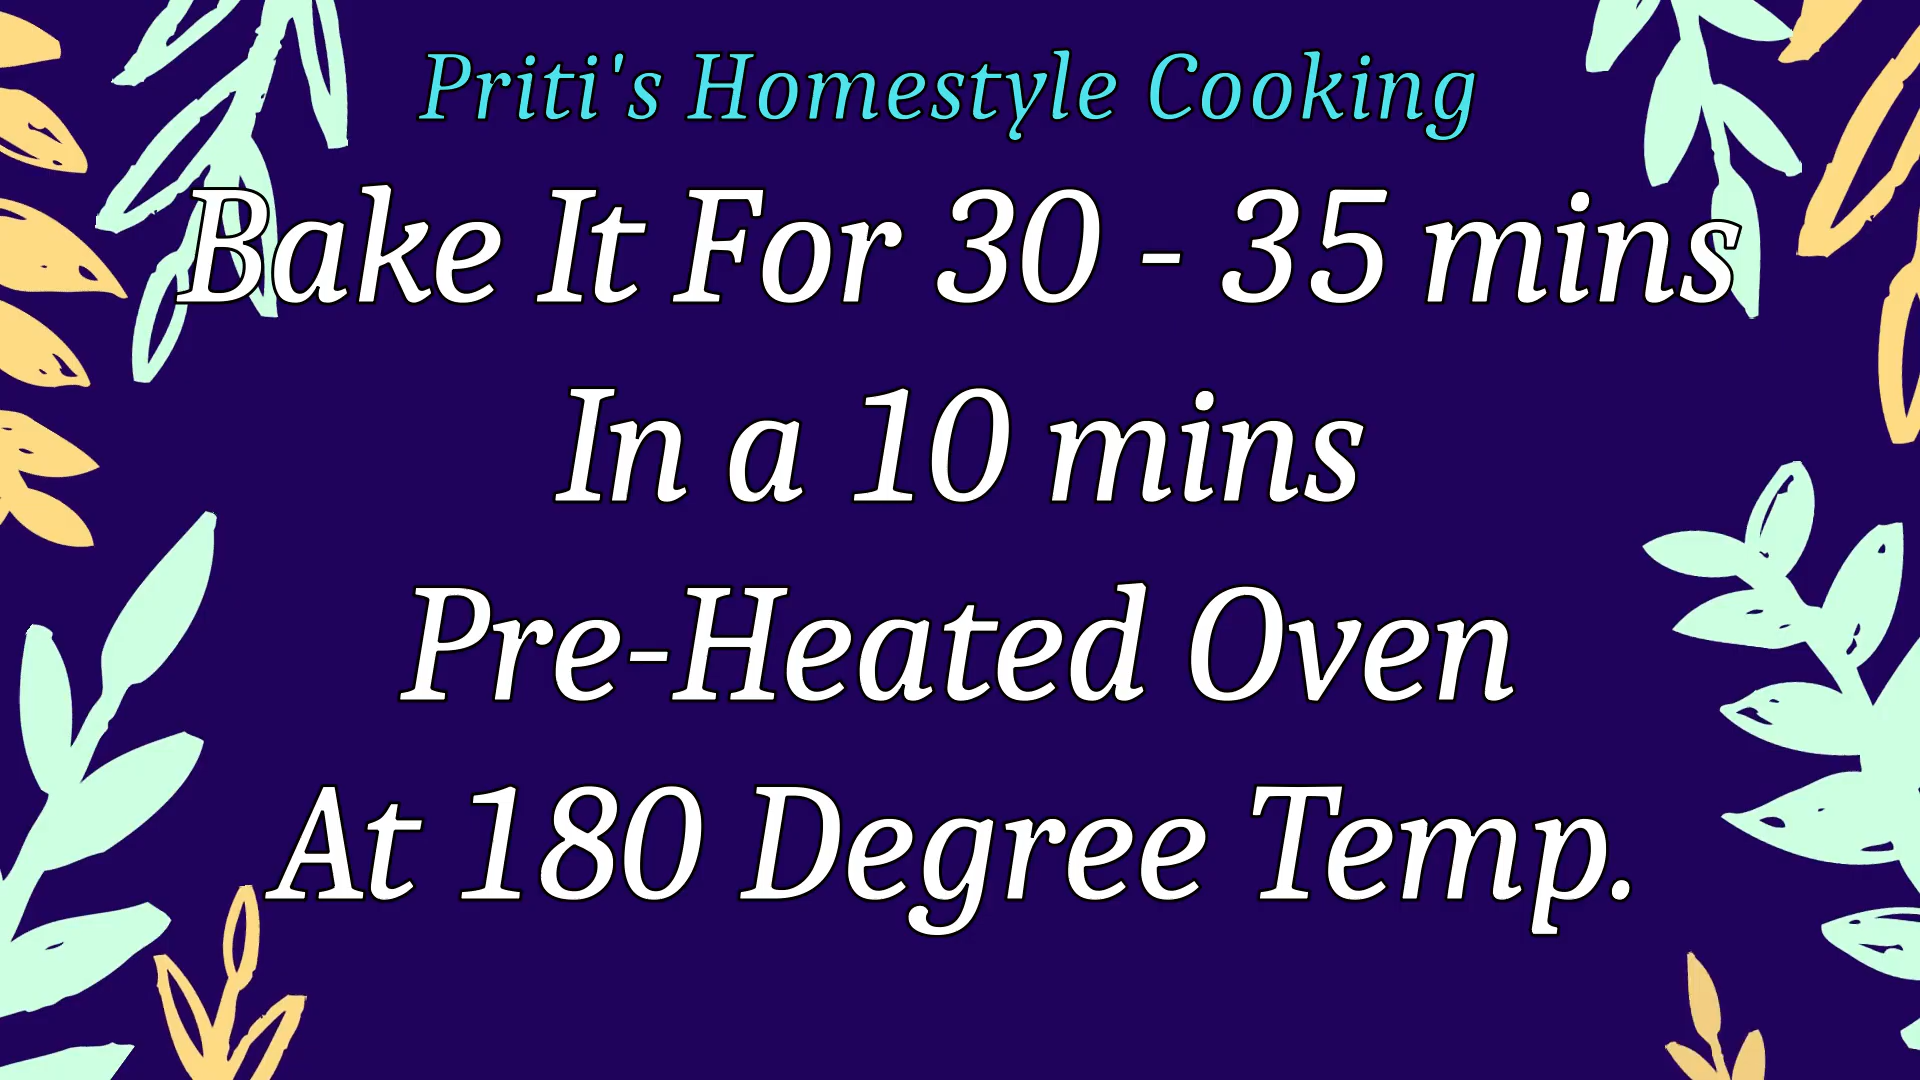 Priti's Homestyle Cooking
Bake It For 30 - 35 mins
In a 10 mins
Pre-Heated Oven
At 180 Degree Temp.